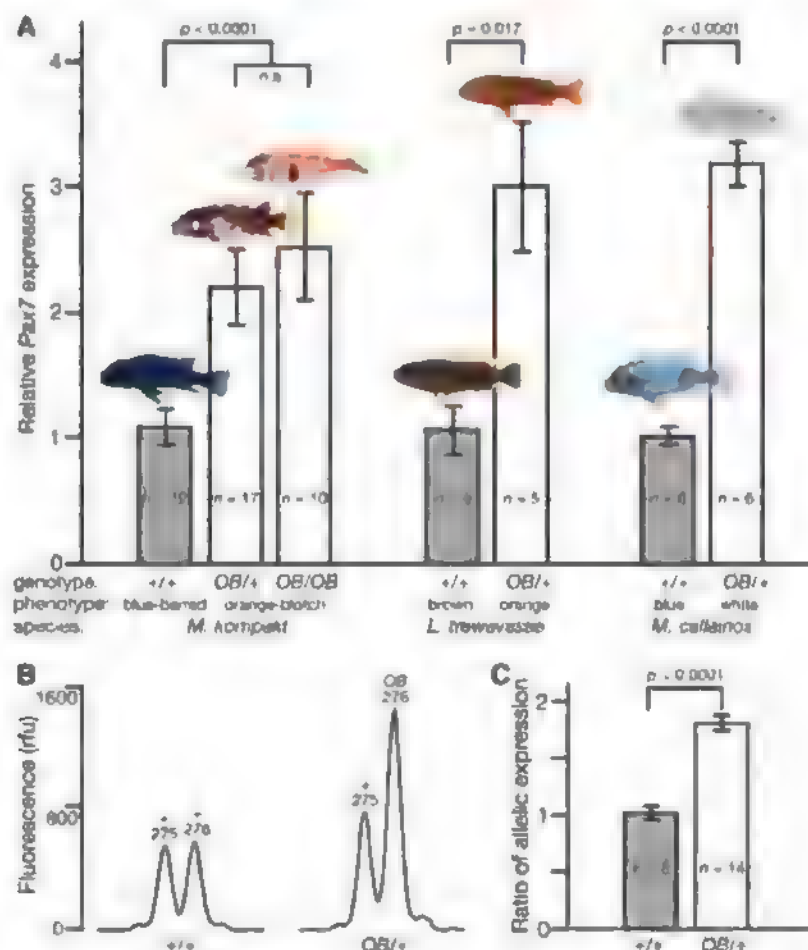 A
p < 0.0001
p = 0.017
p < 0.0001
n.s.
4
3
2
1
0
Relative Pax7 expression
n = 19
n = 17
n = 10
n = 5
n = 6
n = 6
genotype: +/+ OB/+ OB/OB +/+ OB/+ +/+ OB/+
phenotype: blue-barred orange-blotch brown orange blue white
species: M. L. trewavasae M. callainos
B
1600
800
0
Fluorescence (rfu)
+ +
275 276
+
275
OB
276
+/+ OB/+
C
p < 0.0001
2
1
0
Ratio of allelic expression
n = 14
+/+ OB/+